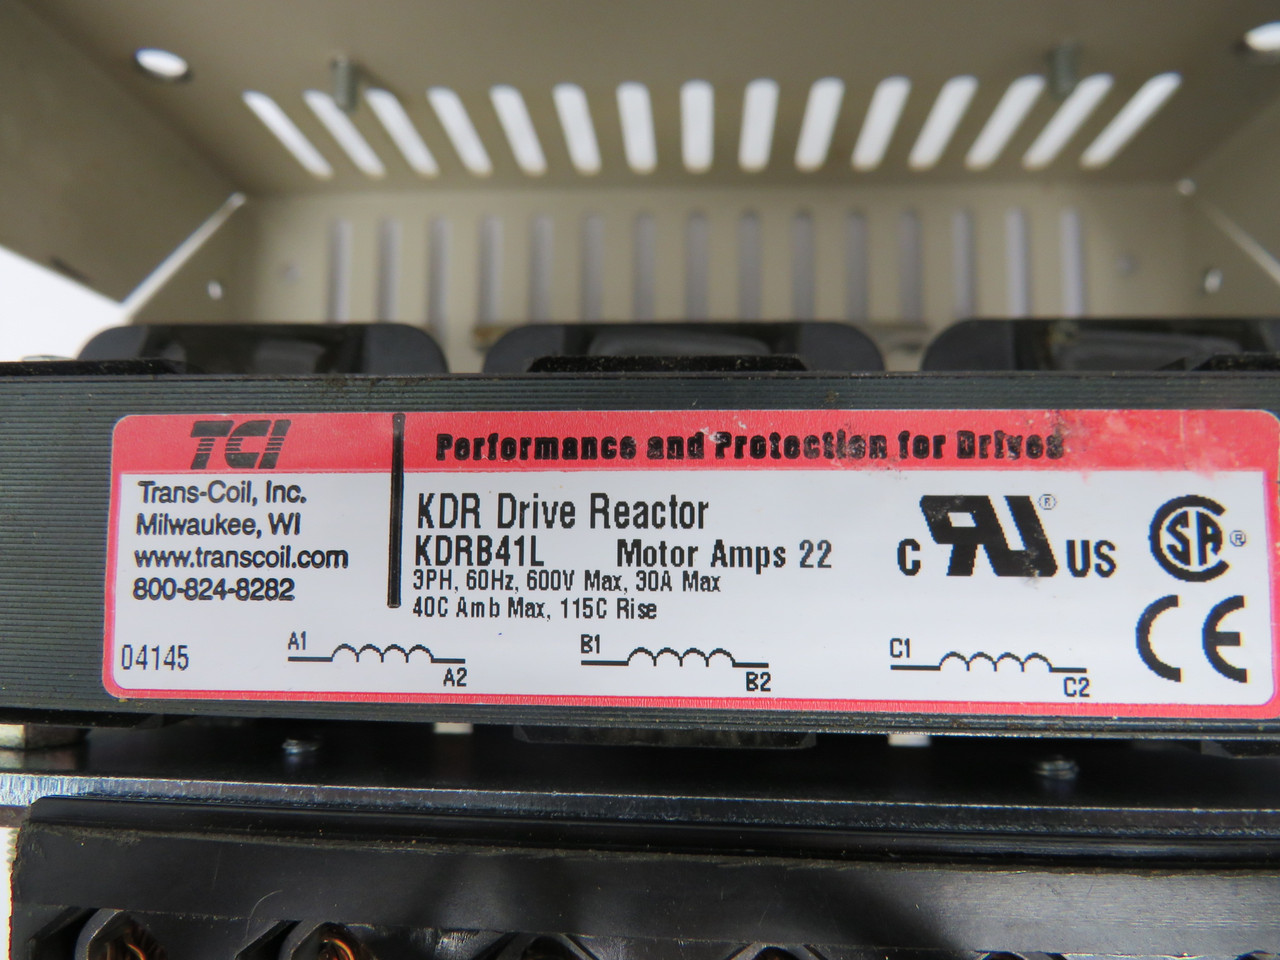 TCI
Performance and Protection for Drives
Trans-Coil, Inc.
Milwaukee, WI
www.transcoil.com
800-824-8282
04145
KDR Drive Reactor
KDRB41L Motor Amps 22
3PH, 60Hz, 600V Max, 30A Max
40C Amb Max, 115C Rise
A1
A2
B1
B2
C1
C2
C RU ® US
SA ®
CE